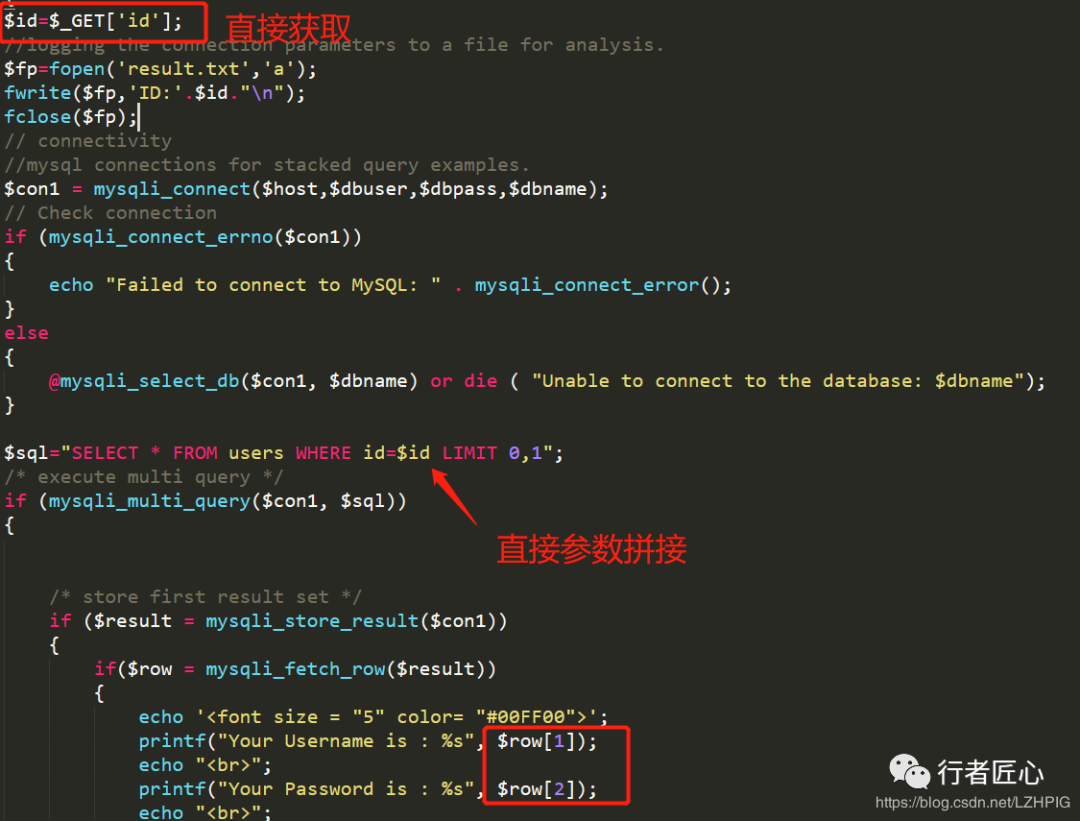 $id=$_GET['id'];
直接获取
//logging the connection parameters to a file for analysis.
$fp=fopen('result.txt','a');
fwrite($fp,'ID:'.$id."\n");
fclose($fp);
// connectivity
//mysql connections for stacked query examples.
$con1 = mysqli_connect($host,$dbuser,$dbpass,$dbname);
// Check connection
if (mysqli_connect_errno($con1))
{
echo "Failed to connect to MySQL: " . mysqli_connect_error();
}
else
{
@mysqli_select_db($con1, $dbname) or die ( "Unable to connect to the database: $dbname");
}
$sql="SELECT * FROM users WHERE id=$id LIMIT 0,1";
/* execute multi query */
if (mysqli_multi_query($con1, $sql))
{
直接参数拼接
/* store first result set */
if ($result = mysqli_store_result($con1))
{
if($row = mysqli_fetch_row($result))
{
echo '<font size = "5" color= "#00FF00">';
printf("Your Username is : %s", $row[1]);
echo "<br>";
printf("Your Password is : %s", $row[2]);
echo "<br>";
行者匠心
https://blog.csdn.net/LZHPIG